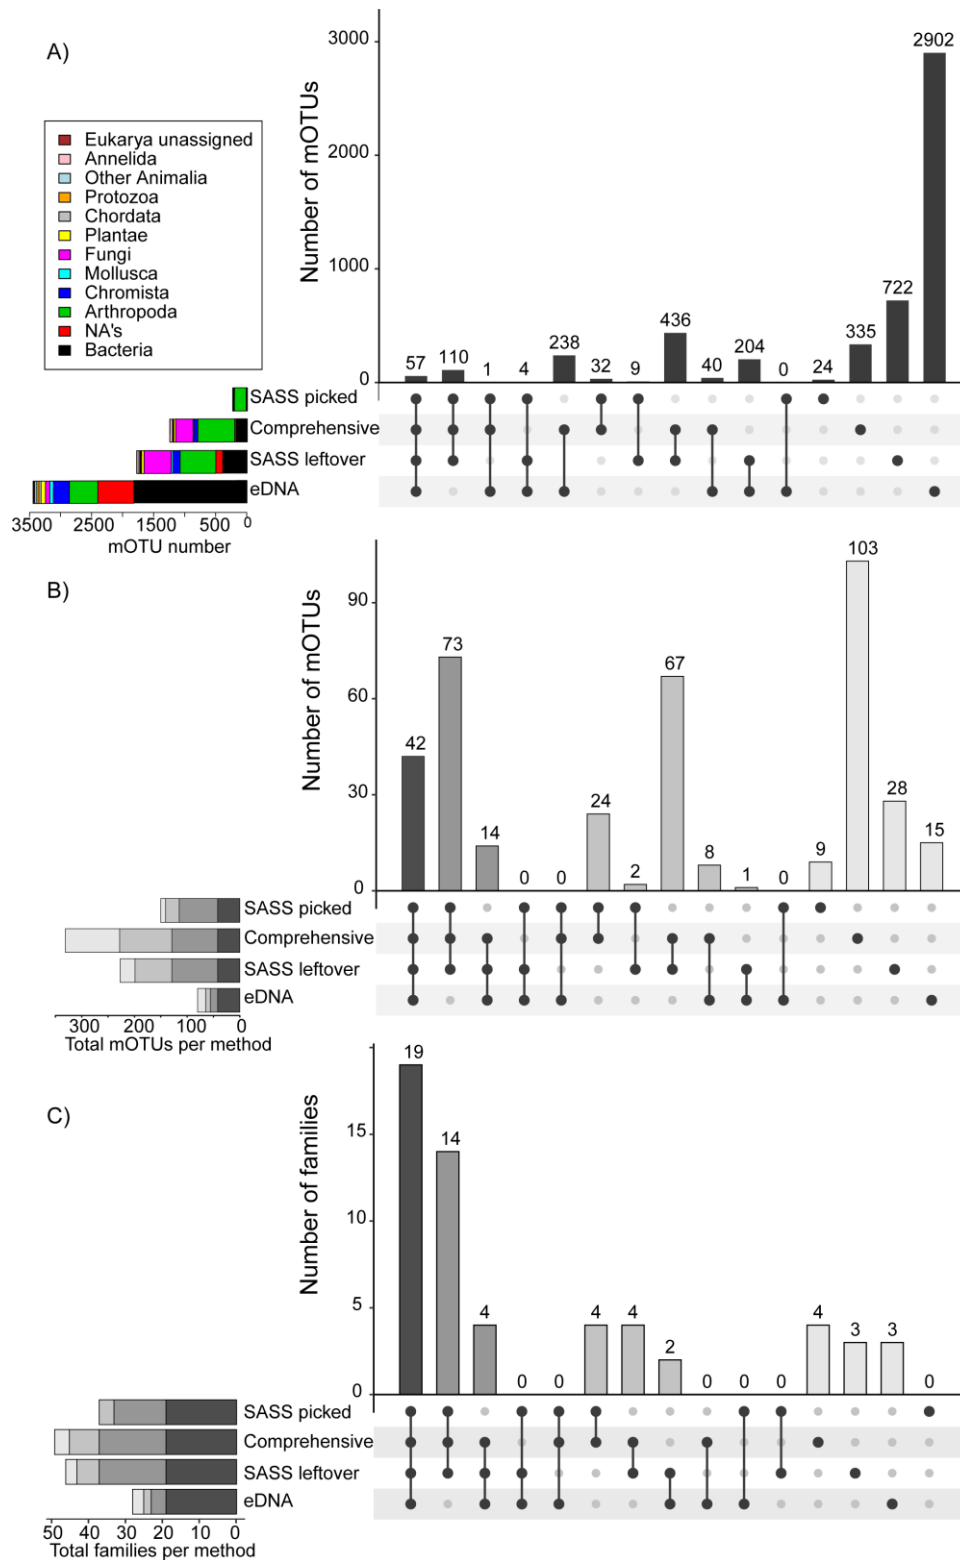 A)
Number of mOTUs
3000
2000
1000
0
57
110
1
4
238
32
9
436
40
204
0
24
335
722
2902
Eukarya unassigned
Annelida
Other Animalia
Protozoa
Chordata
Plantae
Fungi
Mollusca
Chromista
Arthropoda
NA's
Bacteria
SASS picked
Comprehensive
SASS leftover
eDNA
3500 2500 1500 500 0
mOTU number
B)
Number of mOTUs
90
60
30
0
42
73
14
0
0
24
2
67
8
1
0
9
103
28
15
SASS picked
Comprehensive
SASS leftover
eDNA
300 200 100 0
Total mOTUs per method
C)
Number of families
15
10
5
0
19
14
4
0
0
4
4
2
0
0
0
4
3
3
0
SASS picked
Comprehensive
SASS leftover
eDNA
50 40 30 20 10 0
Total families per method